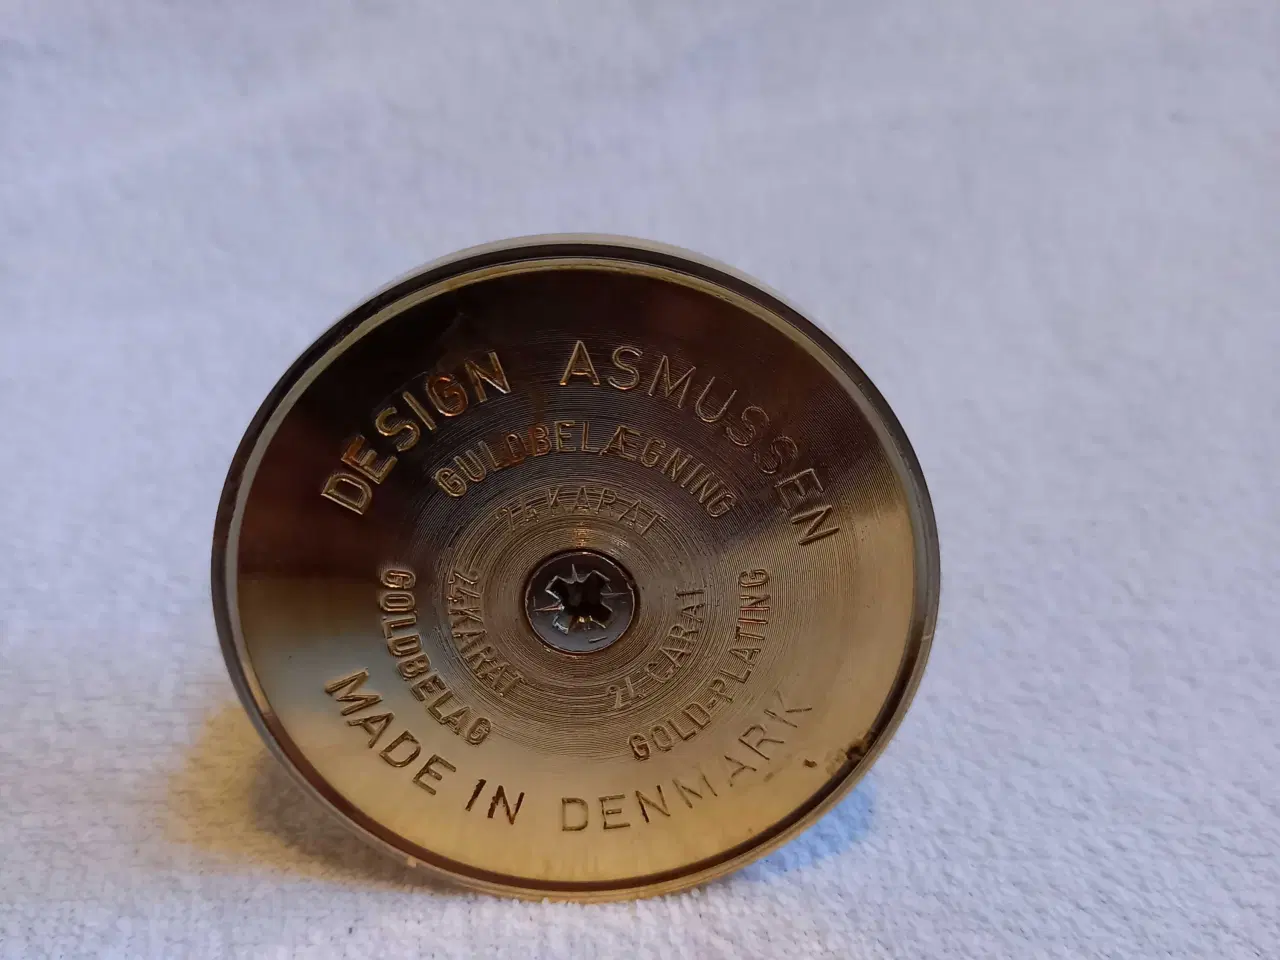 DESIGN ASMUSSEN
GULDBELÆGNING
24 KARAT
GOLDBELAG
24 KARAT
24 CARAT
GOLD-PLATING
MADE IN DENMARK